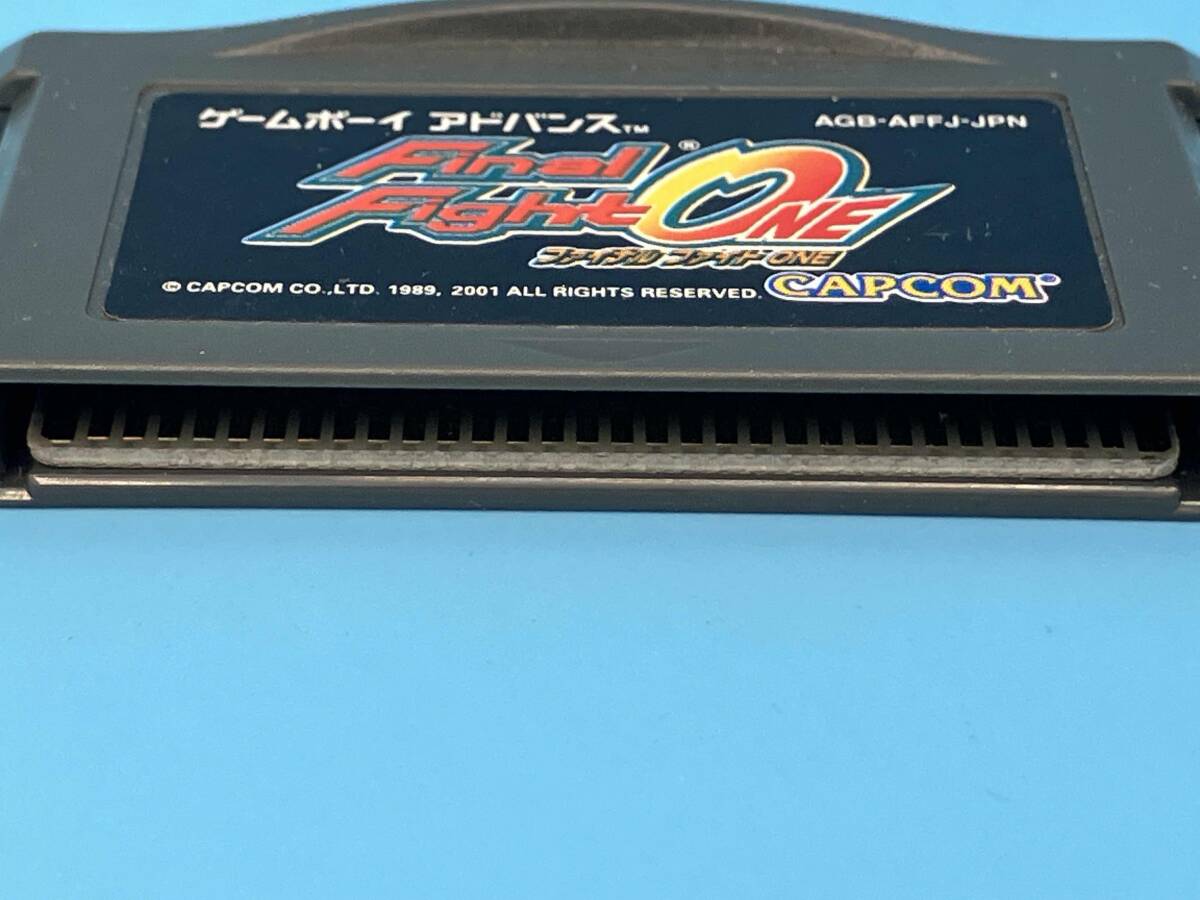 ゲームボーイ アドバンス™
AGB-AFFJ-JPN
Final®
Fight ONE
ファイナル ファイト ONE
© CAPCOM CO.,LTD. 1989, 2001 ALL RIGHTS RESERVED.
CAPCOM®